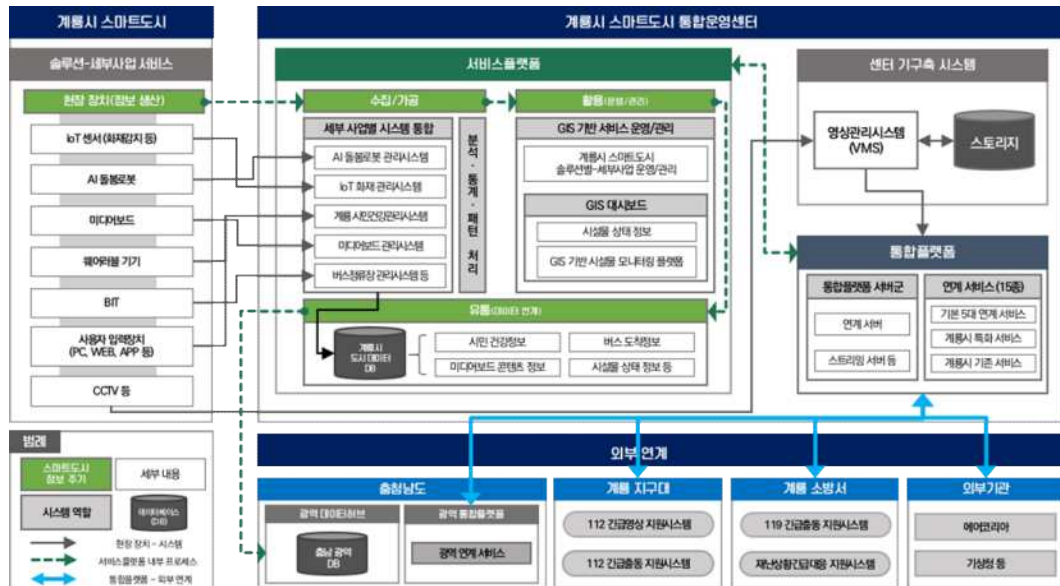 계룡시 스마트도시
솔루션-세부사업 서비스
현장 장치(정보 생산)
IoT 센서(화재감지 등)
AI 돌봄로봇
미디어보드
웨어러블 기기
BIT
사용자 입력장치
(PC, WEB, APP 등)
CCTV 등
범례
스마트도시
정보 주기
세부 내용
시스템 역할
데이터베이스
(DB)
현장 장치 - 시스템
서비스플랫폼 내부 프로세스
통합플랫폼 - 외부 연계
계룡시 스마트도시 통합운영센터
서비스플랫폼
수집/가공
세부 사업별 시스템 통합
AI 돌봄로봇 관리시스템
IoT 화재 관리시스템
계룡 시민건강관리시스템
미디어보드 관리시스템
버스정류장 관리시스템 등
분석·통계·패턴 처리
활용(운영/관리)
GIS 기반 서비스 운영/관리
계룡시 스마트도시
솔루션별-세부사업 운영/관리
GIS 대시보드
시설물 상태 정보
GIS 기반 시설물 모니터링 플랫폼
유통(데이터 연계)
계룡시
도시 데이터
DB
시민 건강정보
버스 도착정보
미디어보드 콘텐츠 정보
시설물 상태 정보 등
센터 기구축 시스템
영상관리시스템
(VMS)
스토리지
통합플랫폼
통합플랫폼 서버군
연계 서버
스트리밍 서버 등
연계 서비스 (15종)
기본 5대 연계 서비스
계룡시 특화 서비스
계룡시 기존 서비스
외부 연계
충청남도
광역 데이터허브
충남 광역
DB
광역 통합플랫폼
광역 연계 서비스
계룡 지구대
112 긴급영상 지원시스템
112 긴급출동 지원시스템
계룡 소방서
119 긴급출동 지원시스템
재난상황긴급대응 지원시스템
외부기관
에어코리아
기상청 등